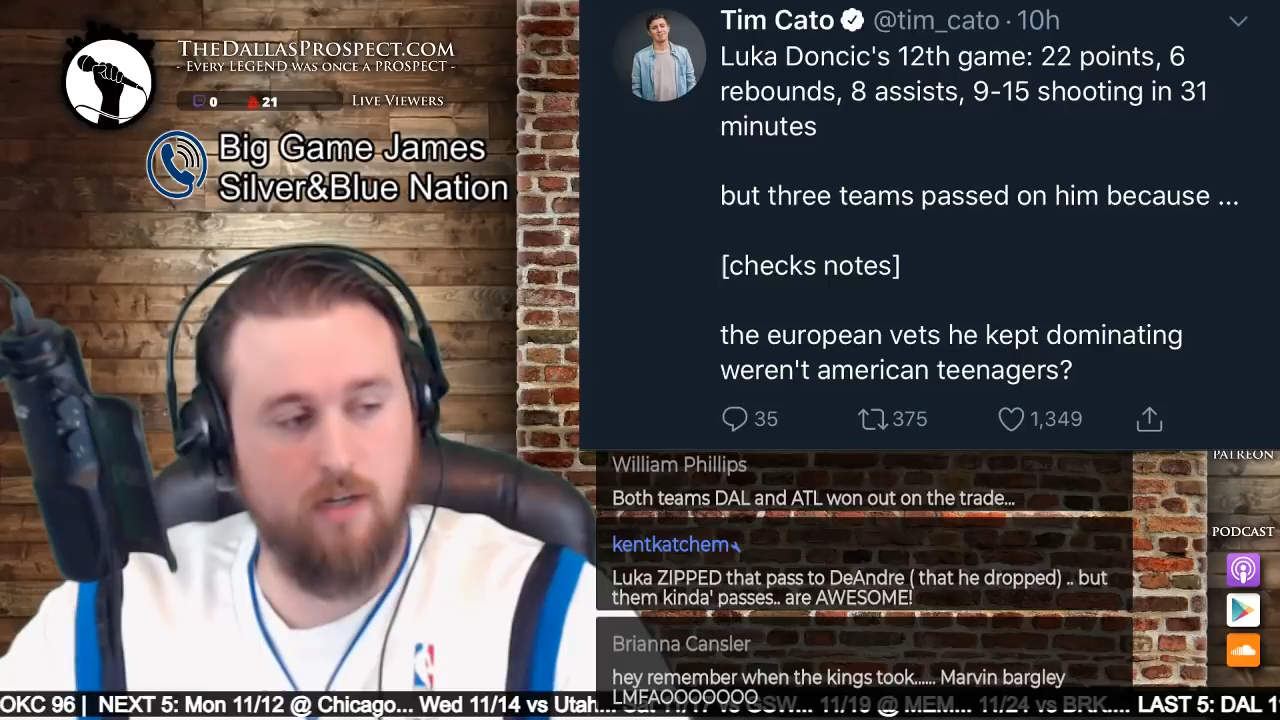 THEDALLASPROSPECT.COM
- EVERY LEGEND WAS ONCE A PROSPECT -
0 21 LIVE VIEWERS
Big Game James
Silver&Blue Nation
Tim Cato @tim_cato · 10h
Luka Doncic's 12th game: 22 points, 6
rebounds, 8 assists, 9-15 shooting in 31
minutes
but three teams passed on him because ...
[checks notes]
the european vets he kept dominating
weren't american teenagers?
35 375 1,349
William Phillips
Both teams DAL and ATL won out on the trade...
kentkatchem
Luka ZIPPED that pass to DeAndre ( that he dropped) .. but
them kinda' passes.. are AWESOME!
Brianna Cansler
hey remember when the kings took...... Marvin bargley
LMFAOOOOOOO
PATREON
PODCAST
OKC 96 | NEXT 5: Mon 11/12 @ Chicago... Wed 11/14 vs Utah... Sat 11/17 vs GSW... 11/19 @ MEM... 11/24 vs BRK.... LAST 5: DAL 1